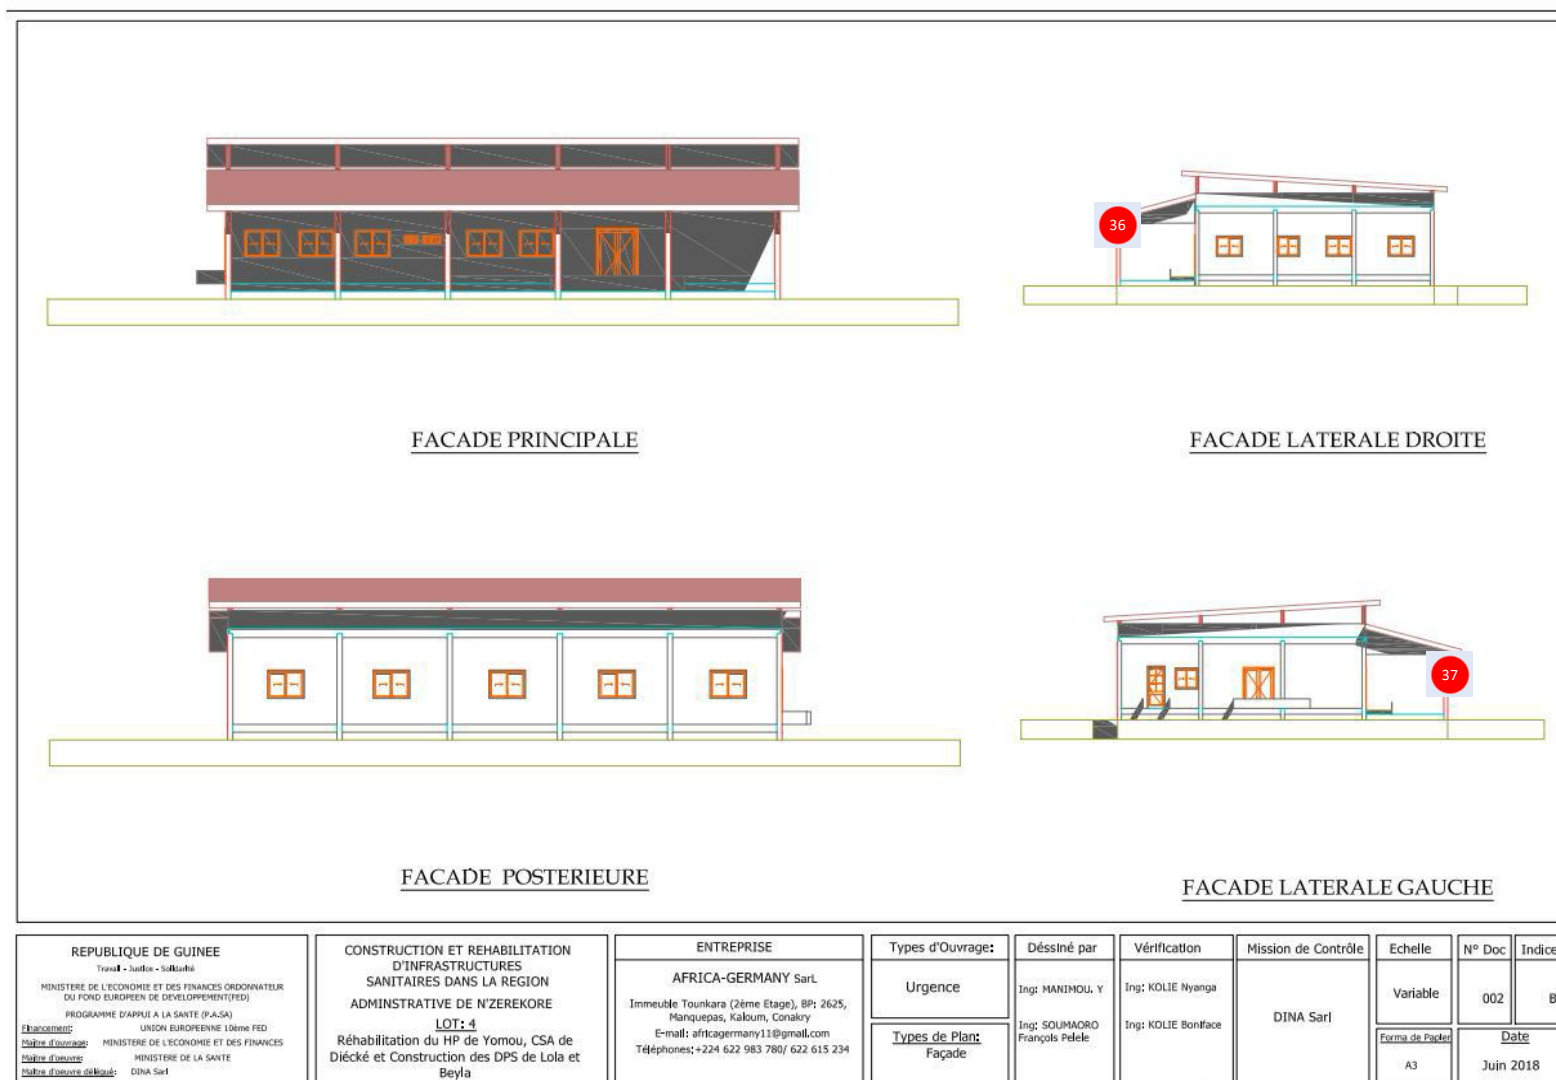 36
FACADE PRINCIPALE
FACADE LATERALE DROITE
37
FACADE POSTERIEURE
FACADE LATERALE GAUCHE
REPUBLIQUE DE GUINEE
Travail - Justice - Solidarité
MINISTERE DE L'ECONOMIE ET DES FINANCES ORDONNATEUR
DU FOND EUROPEEN DE DEVELOPPEMENT(FED)
PROGRAMME D'APPUI A LA SANTE (P.A.SA)
Financement: UNION EUROPEENNE 10ème FED
Maître d'ouvrage: MINISTERE DE L'ECONOMIE ET DES FINANCES
Maître d'oeuvre: MINISTERE DE LA SANTE
Maître d'oeuvre délégué: DINA Sarl
CONSTRUCTION ET REHABILITATION
D'INFRASTRUCTURES
SANITAIRES DANS LA REGION
ADMINSTRATIVE DE N'ZEREKORE
LOT: 4
Réhabilitation du HP de Yomou, CSA de
Diécké et Construction des DPS de Lola et
Beyla
ENTREPRISE
AFRICA-GERMANY SarL
Immeuble Tounkara (2ème Etage), BP: 2625,
Manquepas, Kaloum, Conakry
E-mail: africagermany11@gmail.com
Téléphones:+224 622 983 780/ 622 615 234
Types d'Ouvrage:
Urgence
Types de Plan:
Façade
Déssiné par
Ing: MANIMOU. Y
Ing: SOUMAORO
François Pelele
Vérification
Ing: KOLIE Nyanga
Ing: KOLIE Boniface
Mission de Contrôle
DINA Sarl
Echelle
Variable
Forma de Papier
A3
N° Doc
002
Indice
B
Date
Juin 2018